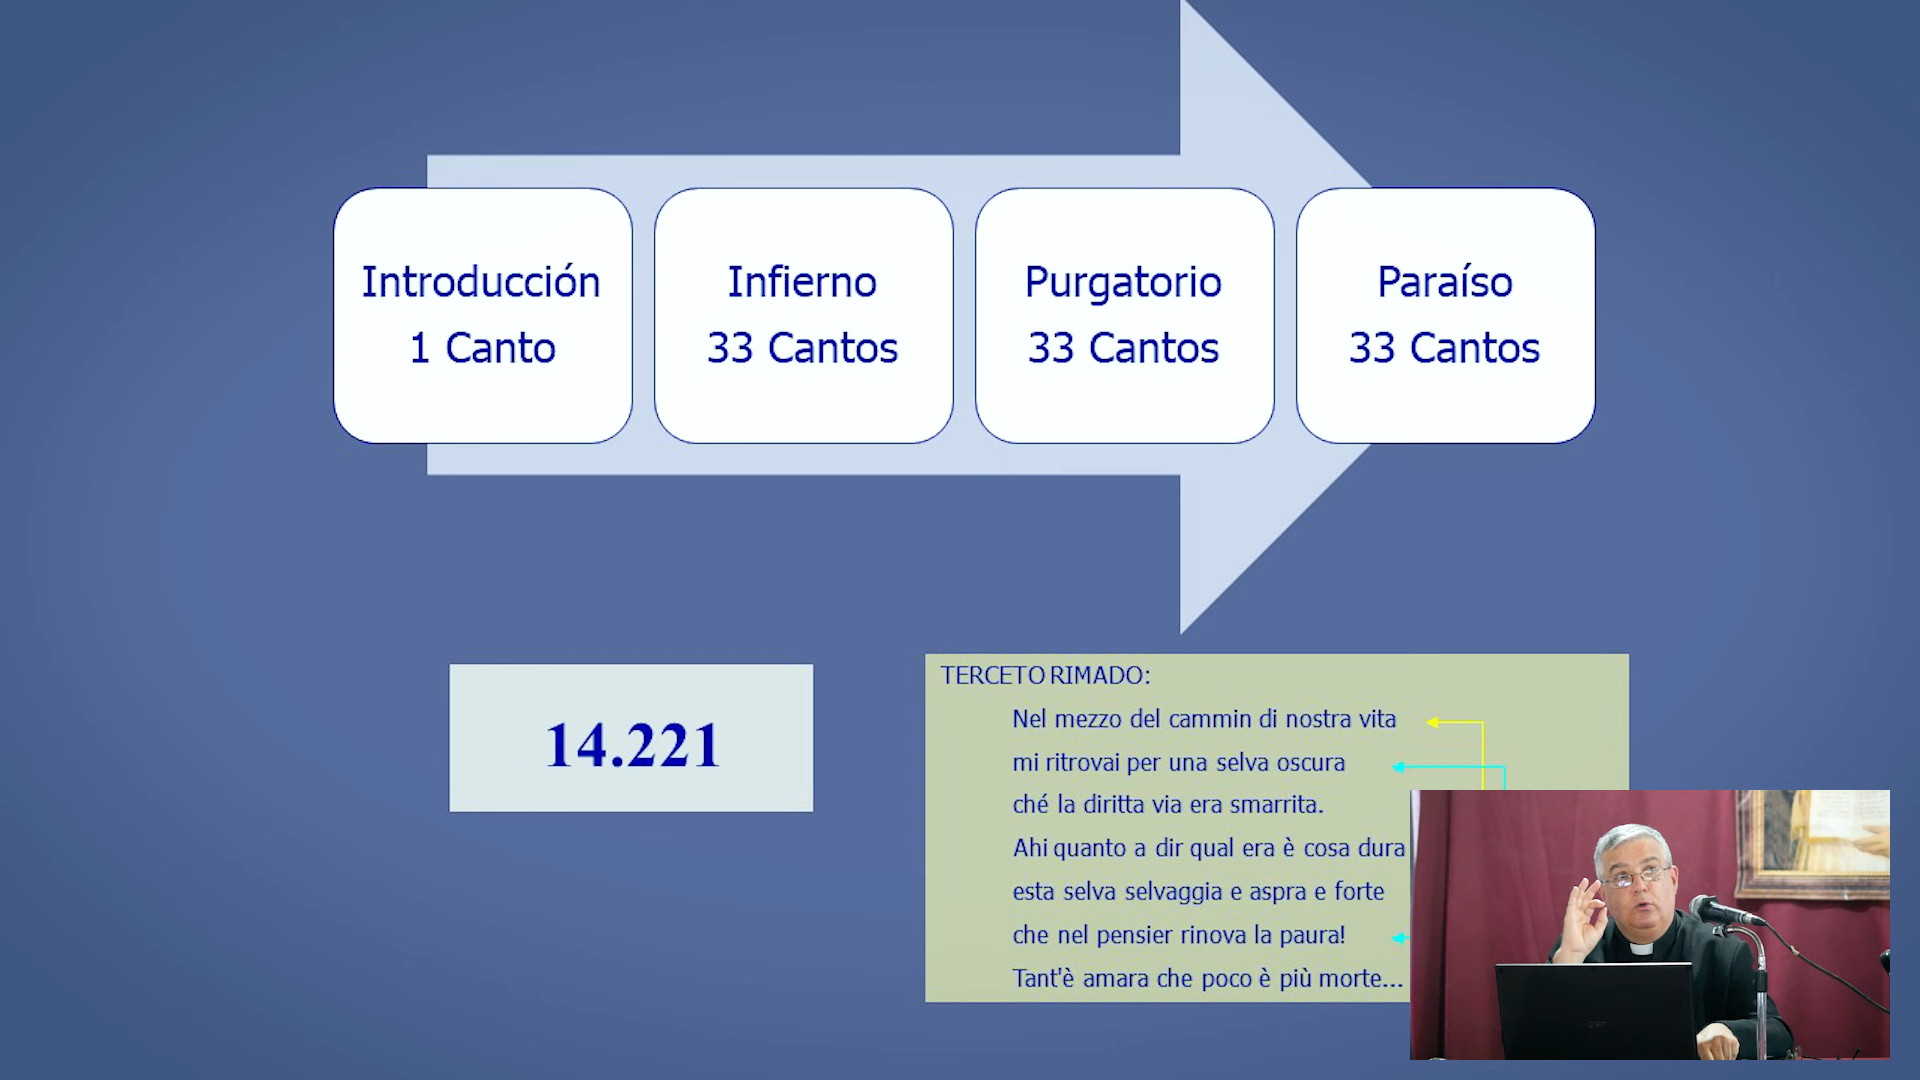 Introducción
1 Canto
Infierno
33 Cantos
Purgatorio
33 Cantos
Paraíso
33 Cantos
14.221
TERCETO RIMADO:
Nel mezzo del cammin di nostra vita
mi ritrovai per una selva oscura
ché la diritta via era smarrita.
Ahi quanto a dir qual era è cosa dura
esta selva selvaggia e aspra e forte
che nel pensier rinova la paura!
Tant'è amara che poco è più morte...